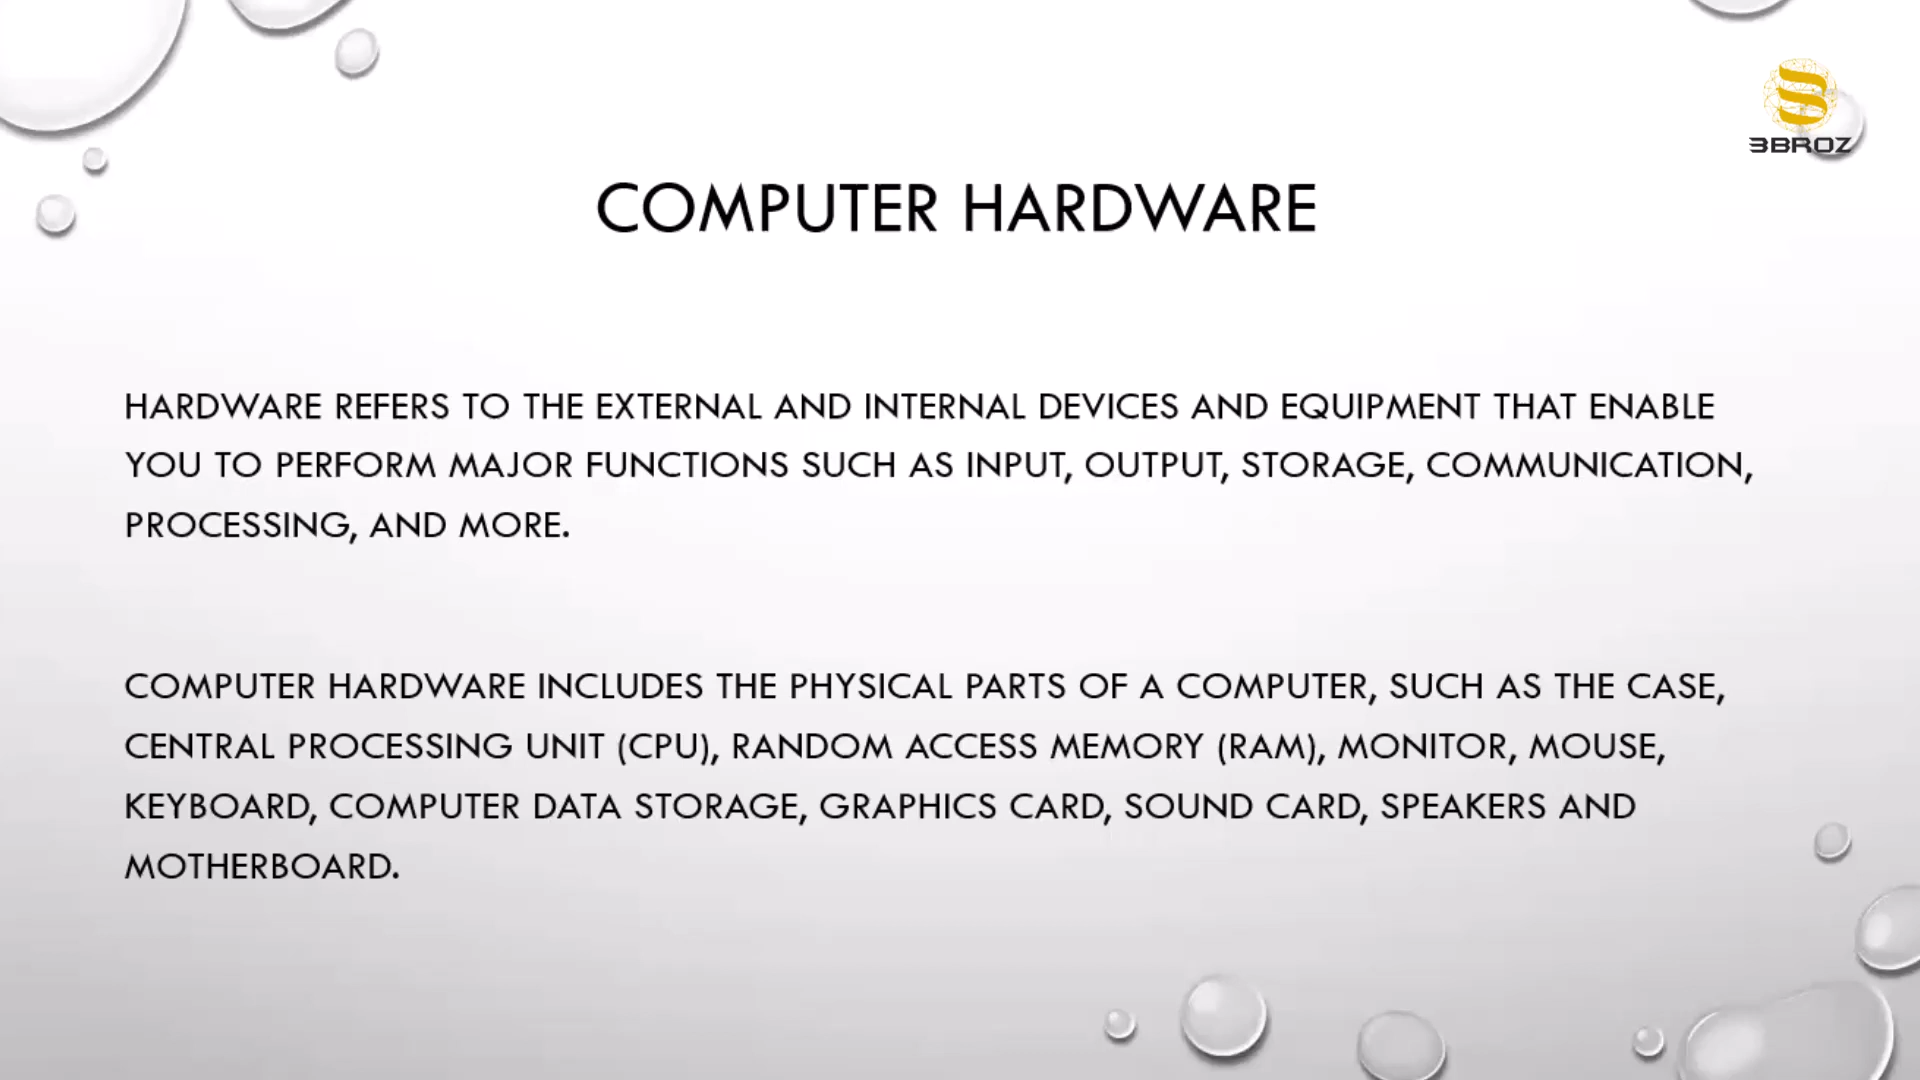 3BROZ
COMPUTER HARDWARE
HARDWARE REFERS TO THE EXTERNAL AND INTERNAL DEVICES AND EQUIPMENT THAT ENABLE
YOU TO PERFORM MAJOR FUNCTIONS SUCH AS INPUT, OUTPUT, STORAGE, COMMUNICATION,
PROCESSING, AND MORE.
COMPUTER HARDWARE INCLUDES THE PHYSICAL PARTS OF A COMPUTER, SUCH AS THE CASE,
CENTRAL PROCESSING UNIT (CPU), RANDOM ACCESS MEMORY (RAM), MONITOR, MOUSE,
KEYBOARD, COMPUTER DATA STORAGE, GRAPHICS CARD, SOUND CARD, SPEAKERS AND
MOTHERBOARD.